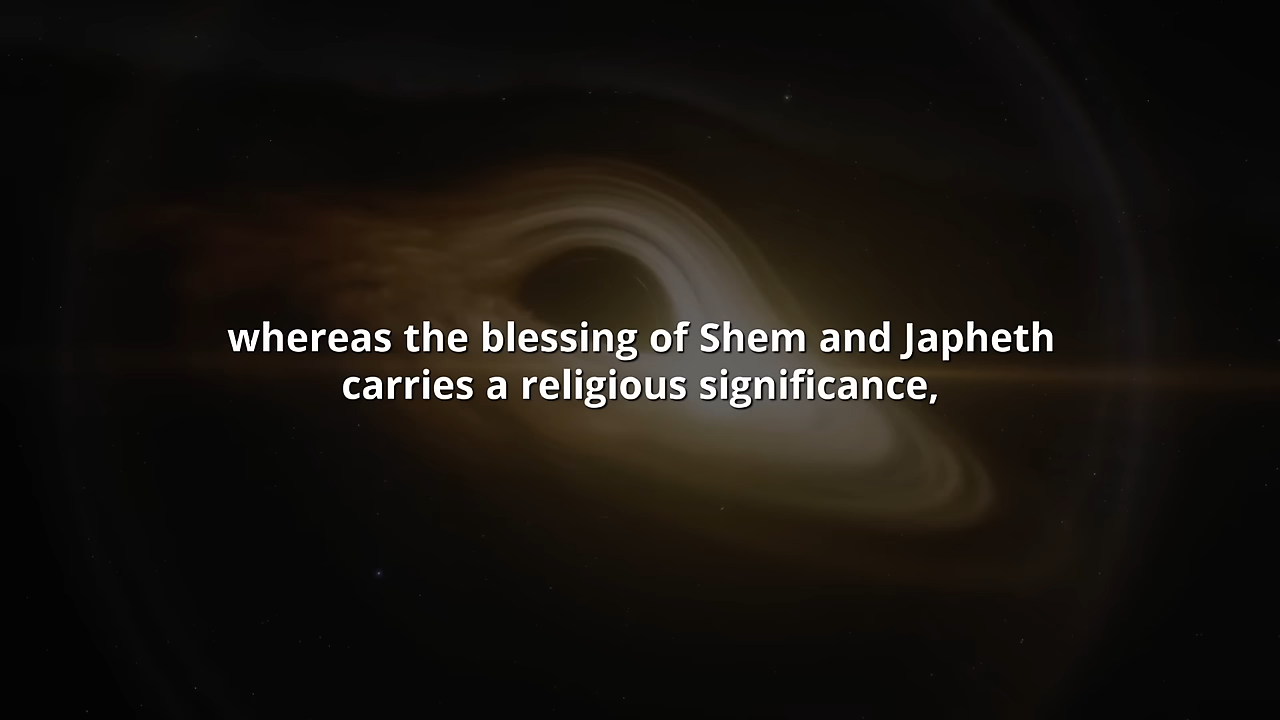 whereas the blessing of Shem and Japheth
carries a religious significance,